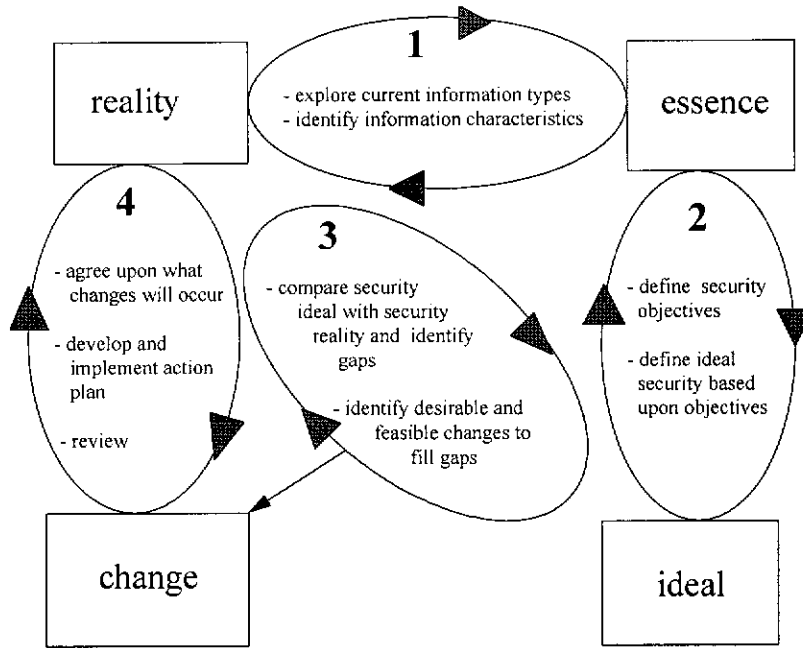 1
reality
- explore current information types
- identify information characteristics
essence
4
- agree upon what
changes will occur
- develop and
implement action
plan
- review
3
- compare security
ideal with security
reality and identify
gaps
- identify desirable and
feasible changes to
fill gaps
2
- define security
objectives
- define ideal
security based
upon objectives
change
ideal